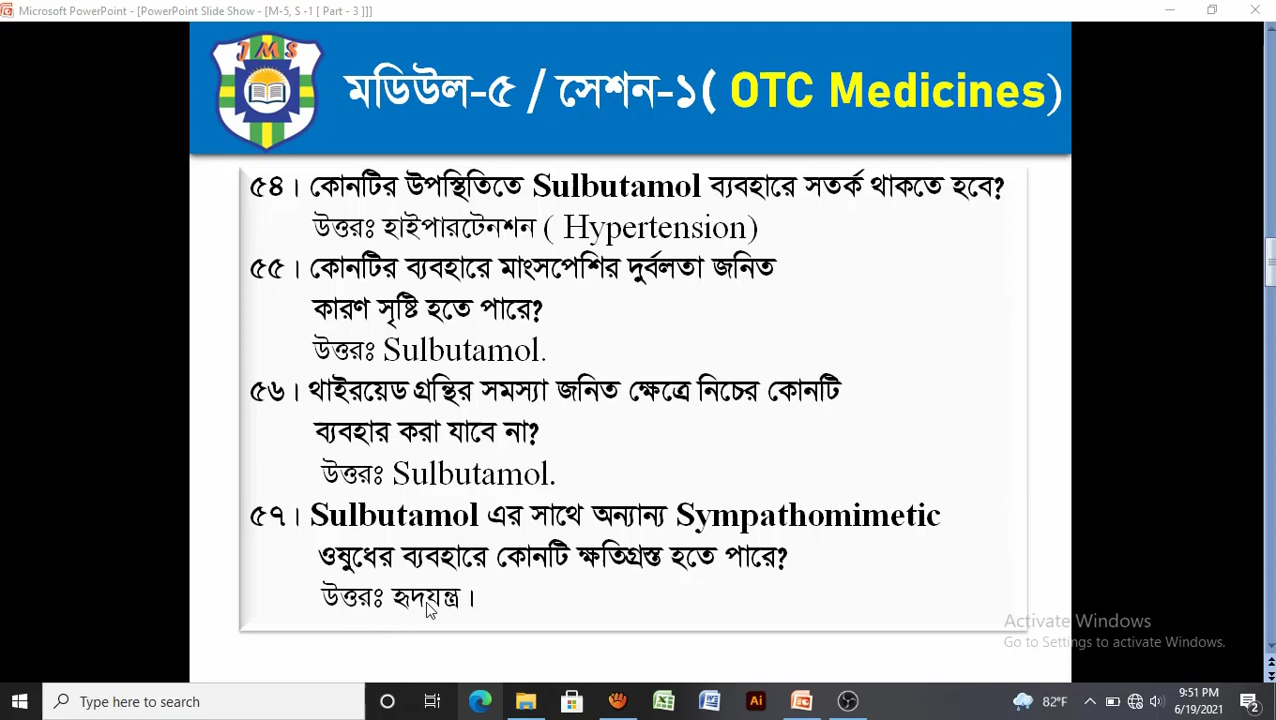 Microsoft PowerPoint - [PowerPoint Slide Show - [M-5, S -1 [ Part - 3 ]]]
JMS
মডিউল-৫ / সেশন-১( OTC Medicines)
৫৪। কোনটির উপস্থিতিতে Sulbutamol ব্যবহারে সতর্ক থাকতে হবে?
উত্তরঃ হাইপারটেনশন ( Hypertension)
৫৫। কোনটির ব্যবহারে মাংসপেশির দুর্বলতা জনিত
কারণ সৃষ্টি হতে পারে?
উত্তরঃ Sulbutamol.
৫৬। থাইরয়েড গ্রন্থির সমস্যা জনিত ক্ষেত্রে নিচের কোনটি
ব্যবহার করা যাবে না?
উত্তরঃ Sulbutamol.
৫৭। Sulbutamol এর সাথে অন্যান্য Sympathomimetic
ওষুধের ব্যবহারে কোনটি ক্ষতিগ্রস্ত হতে পারে?
উত্তরঃ হৃদযন্ত্র।
Activate Windows
Go to Settings to activate Windows.
Type here to search
Ai
82°F
9:51 PM
6/19/2021
2